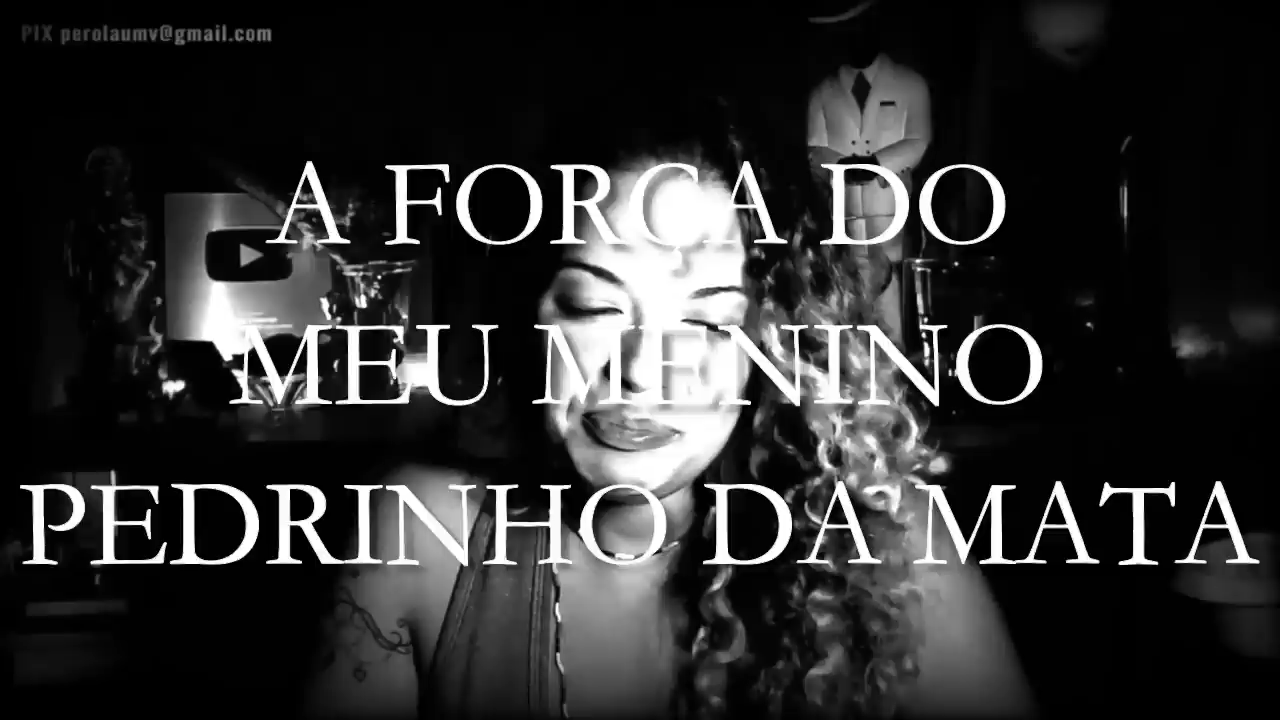 PIX perolaumv@gmail.com
A FORÇA DO
MEU MENINO
PEDRINHO DA MATA